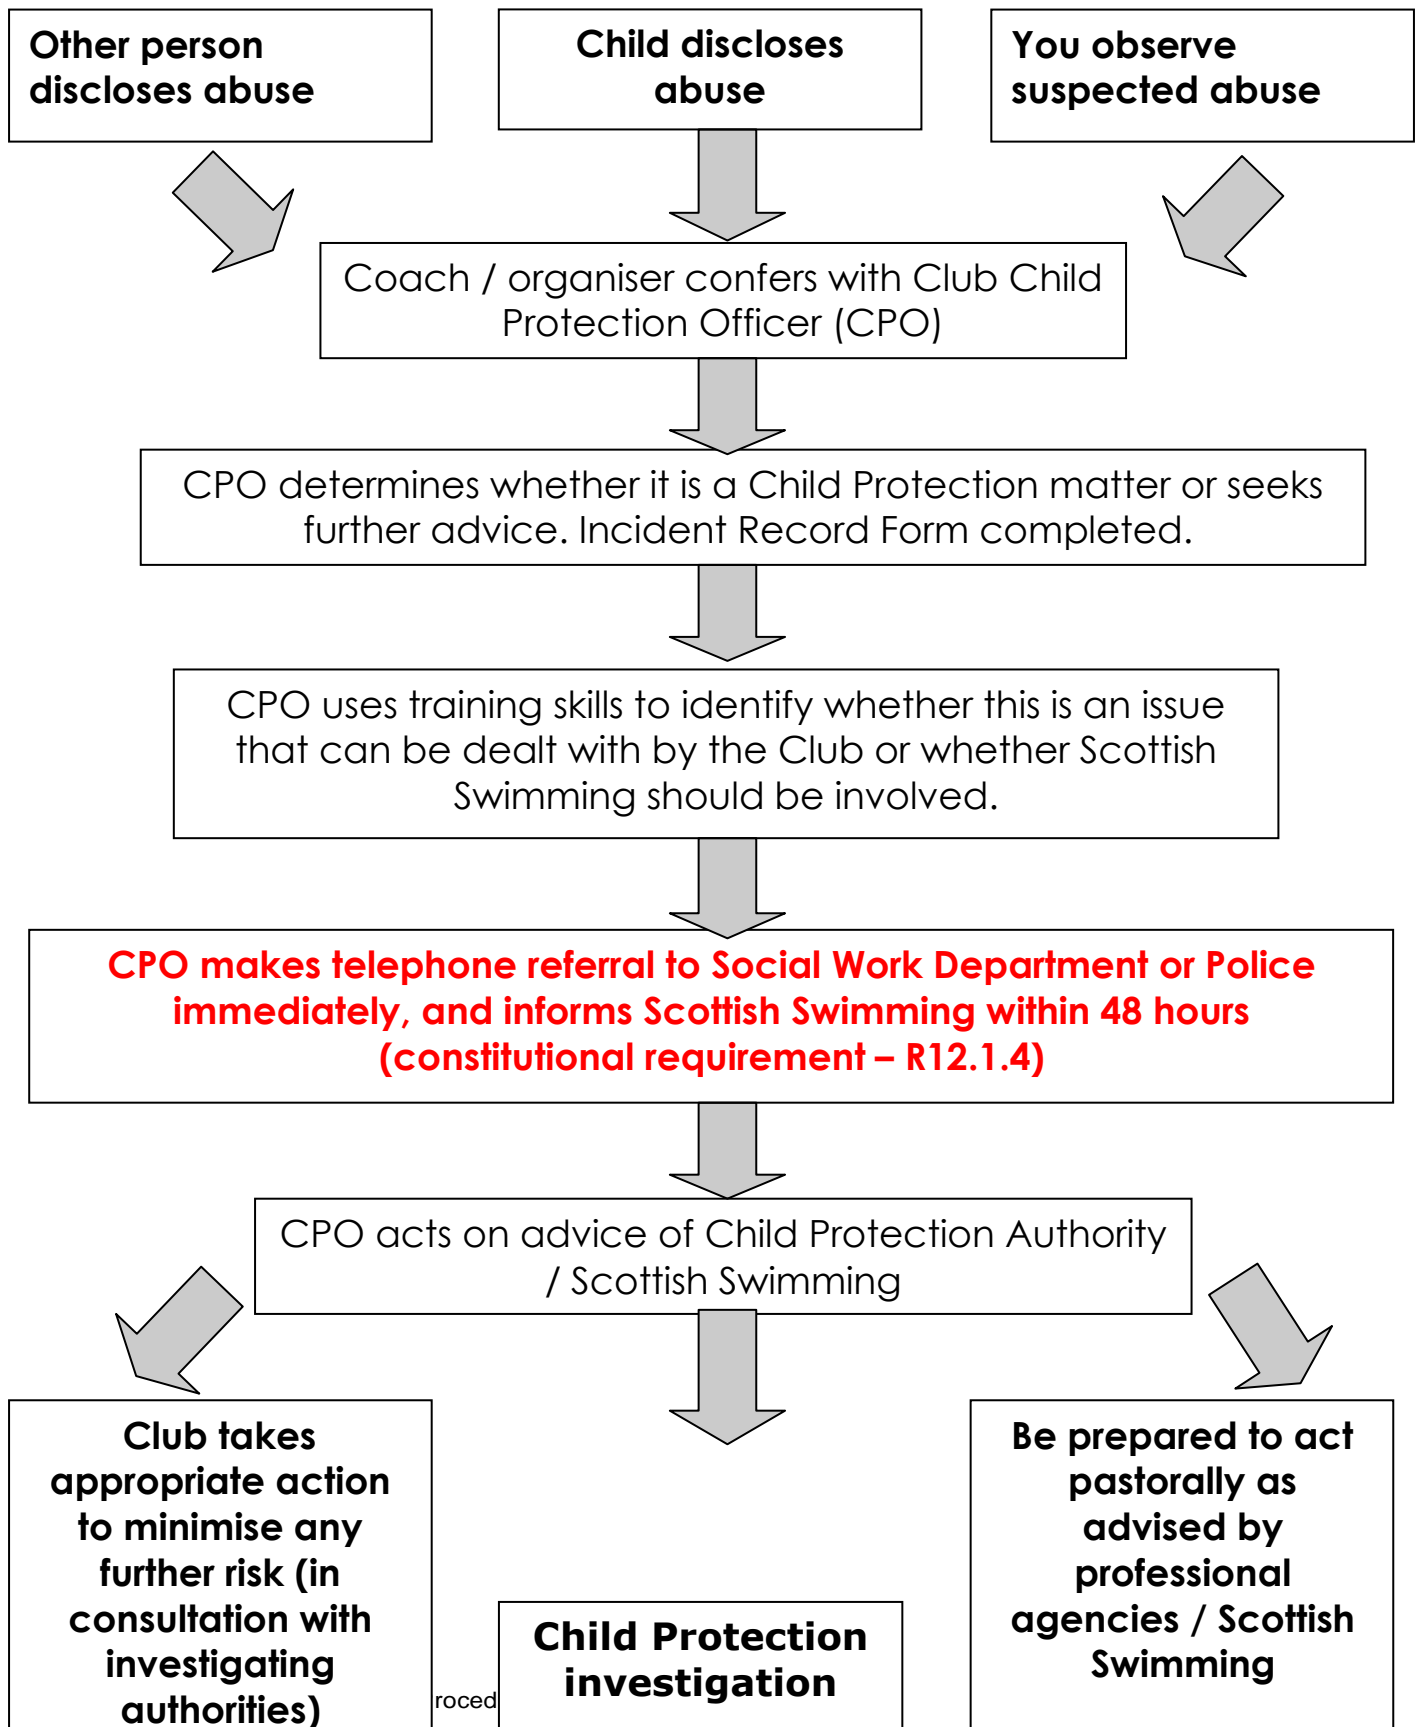 Other person
discloses abuse
Child discloses
abuse
You observe
suspected abuse
Coach / organiser confers with Club Child
Protection Officer (CPO)
CPO determines whether it is a Child Protection matter or seeks
further advice. Incident Record Form completed.
CPO uses training skills to identify whether this is an issue
that can be dealt with by the Club or whether Scottish
Swimming should be involved.
CPO makes telephone referral to Social Work Department or Police
immediately, and informs Scottish Swimming within 48 hours
(constitutional requirement – R12.1.4)
CPO acts on advice of Child Protection Authority
/ Scottish Swimming
Club takes
appropriate action
to minimise any
further risk (in
consultation with
investigating
authorities)
roced
Child Protection
investigation
Be prepared to act
pastorally as
advised by
professional
agencies / Scottish
Swimming